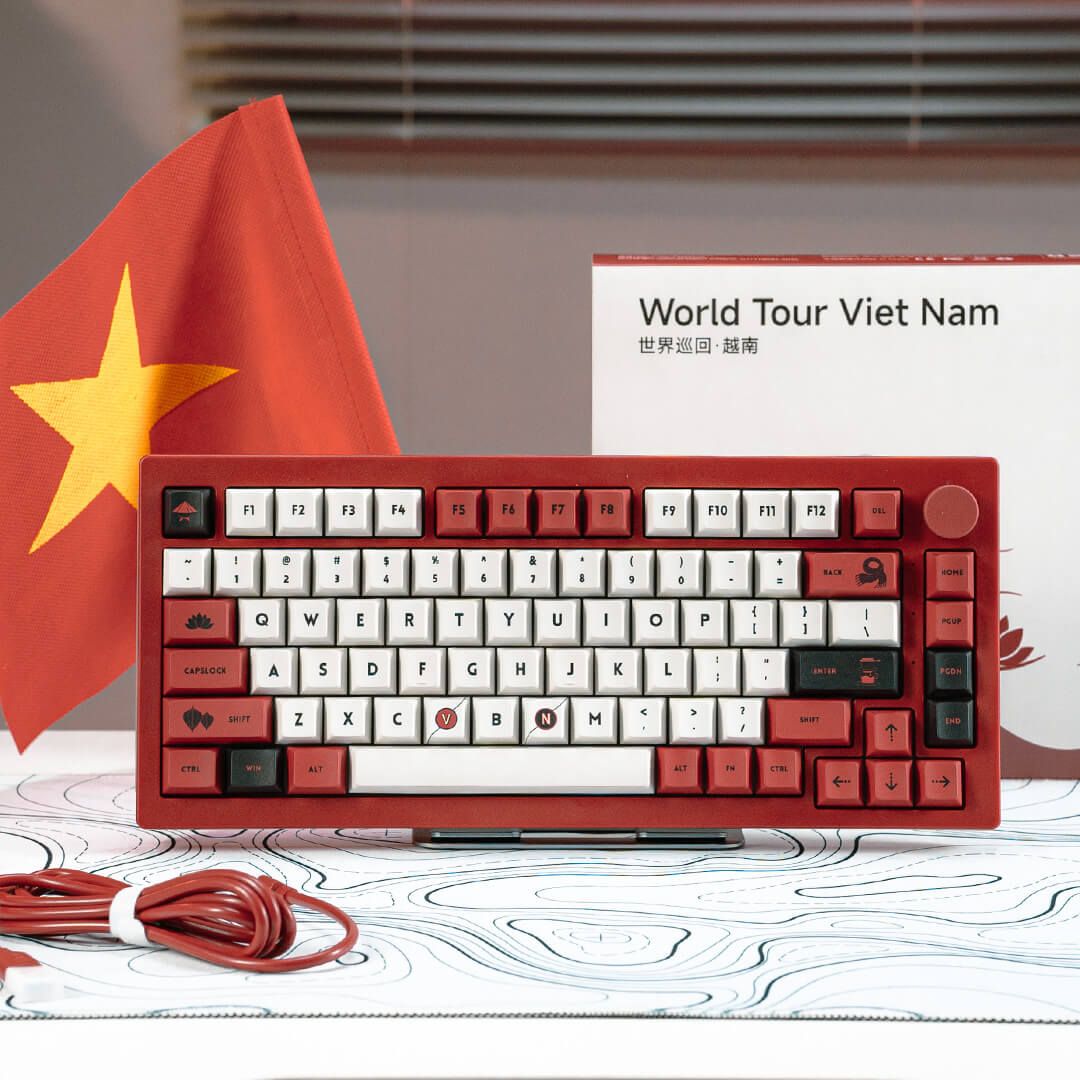 World Tour Viet Nam
世界巡回·越南
F1 F2 F3 F4 F5 F6 F7 F8 F9 F10 F11 F12 DEL
~ ! @ # $ % ^ & * ( ) - +
· 1 2 3 4 5 6 7 8 9 0 - = BACK HOME
Q W E R T Y U I O P { [ } ] | \ PGUP
CAPSLOCK A S D F G H J K L : ; " ' ENTER PGDN
SHIFT Z X C V B N M < , > . ? / SHIFT ↑ END
CTRL WIN ALT ALT FN CTRL ← ↓ →